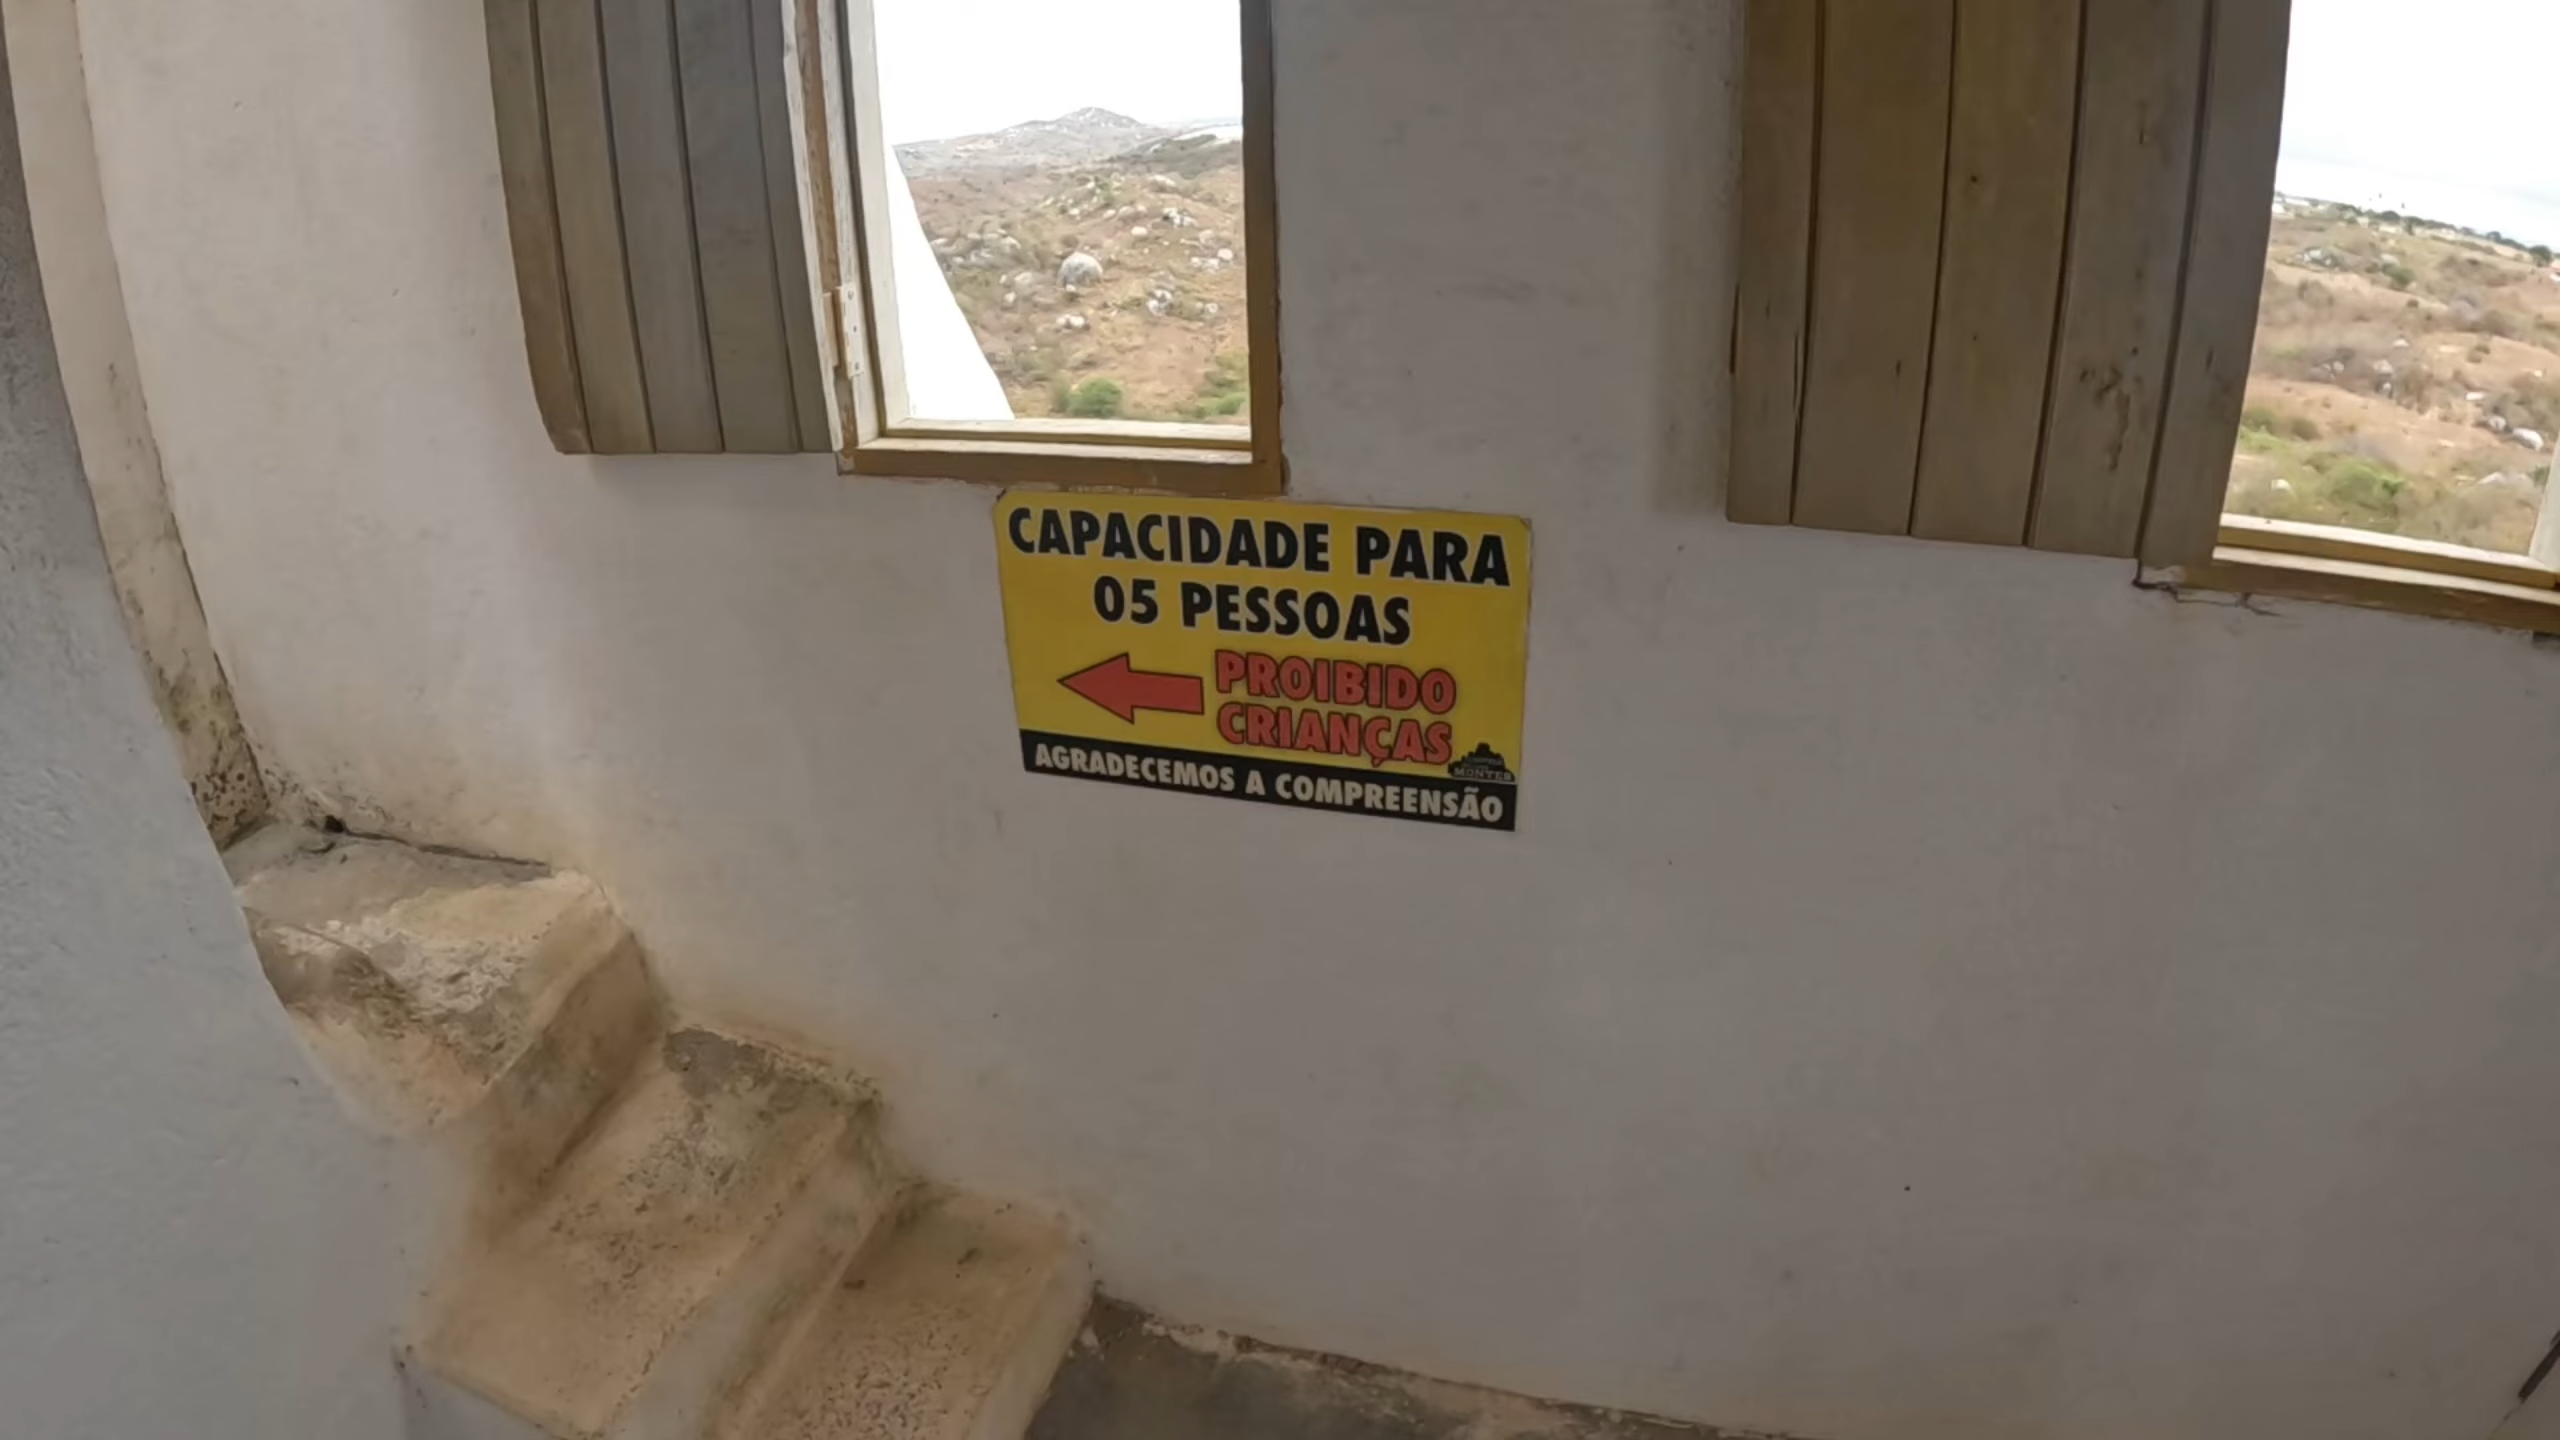 CAPACIDADE PARA
05 PESSOAS
PROIBIDO
CRIANÇAS
AGRADECEMOS A COMPREENSÃO